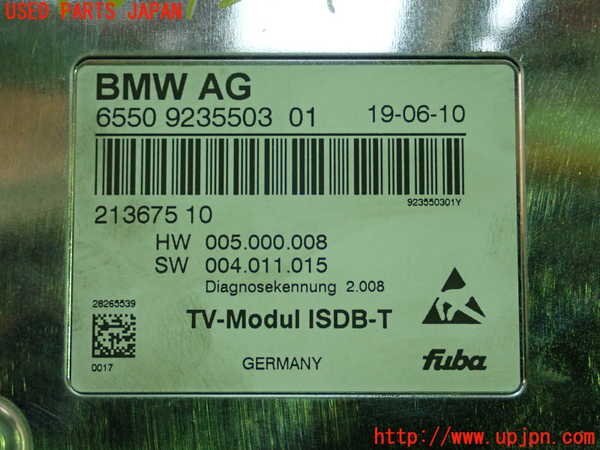 USED PARTS JAPAN
BMW AG
6550 9235503 01 19-06-10
923550301Y
213675 10
HW 005.000.008
SW 004.011.015
Diagnosekennung 2.008
28265539
TV-Modul ISDB-T
0017
GERMANY
fuba
http://www.upjpn.com/